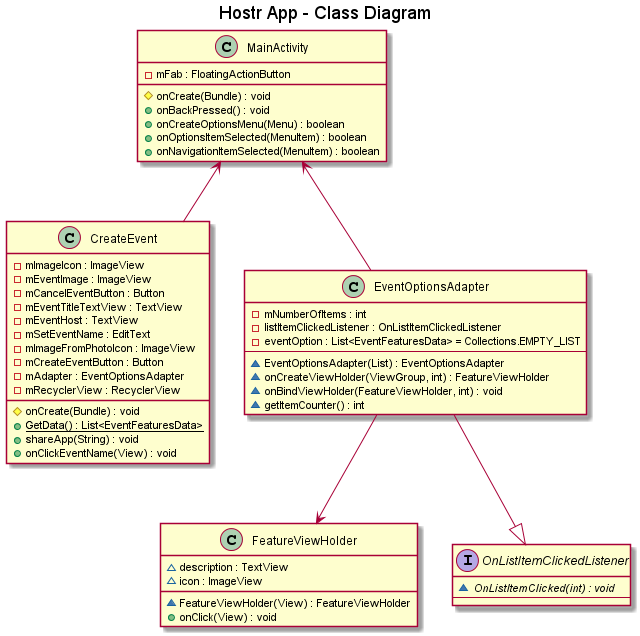 Hostr App - Class Diagram
C MainActivity
mFab : FloatingActionButton
onCreate(Bundle) : void
onBackPressed() : void
onCreateOptionsMenu(Menu) : boolean
onOptionsItemSelected(MenuItem) : boolean
onNavigationItemSelected(MenuItem) : boolean
C CreateEvent
mImageIcon : ImageView
mEventImage : ImageView
mCancelEventButton : Button
mEventTitleTextView : TextView
mEventHost : TextView
mSetEventName : EditText
mImageFromPhotoIcon : ImageView
mCreateEventButton : Button
mAdapter : EventOptionsAdapter
mRecyclerView : RecyclerView
onCreate(Bundle) : void
GetData() : List<EventFeaturesData>
shareApp(String) : void
onClickEventName(View) : void
C EventOptionsAdapter
mNumberOfItems : int
listItemClickedListener : OnListItemClickedListener
eventOption : List<EventFeaturesData> = Collections.EMPTY_LIST
EventOptionsAdapter(List) : EventOptionsAdapter
onCreateViewHolder(ViewGroup, int) : FeatureViewHolder
onBindViewHolder(FeatureViewHolder, int) : void
getItemCounter() : int
C FeatureViewHolder
description : TextView
icon : ImageView
FeatureViewHolder(View) : FeatureViewHolder
onClick(View) : void
I OnListItemClickedListener
OnListItemClicked(int) : void